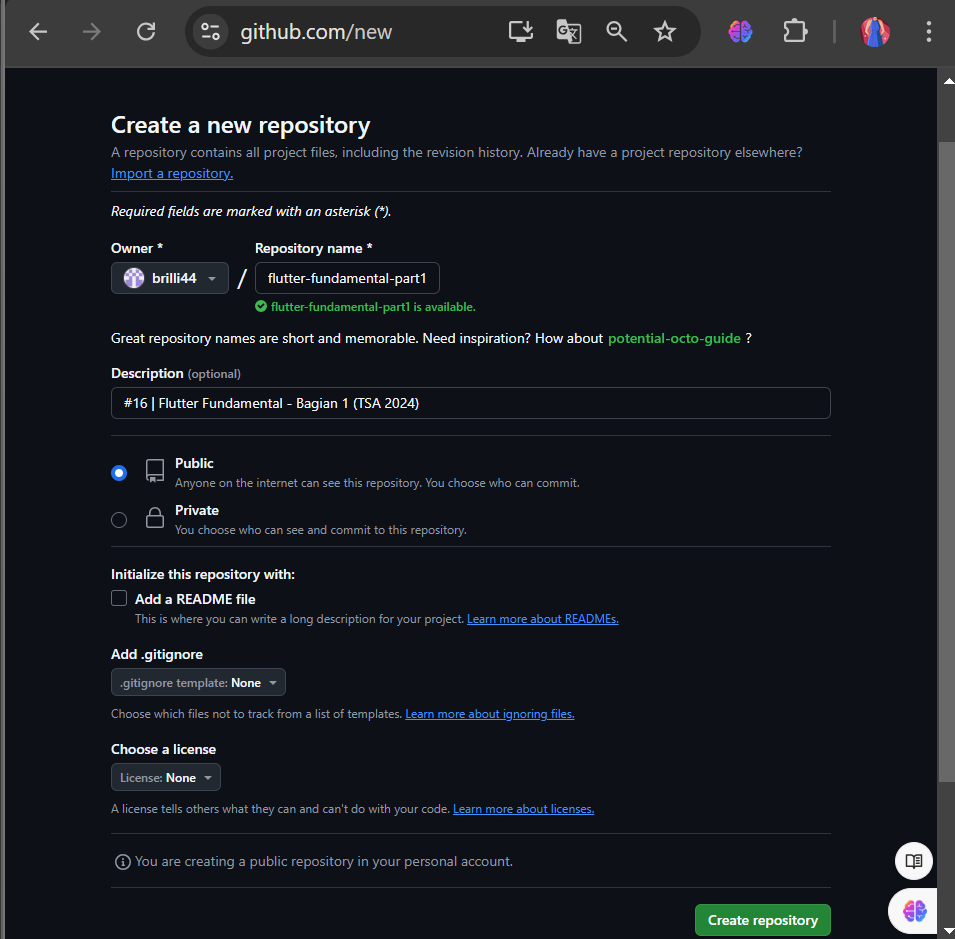 github.com/new
Create a new repository
A repository contains all project files, including the revision history. Already have a project repository elsewhere?
Import a repository.
Required fields are marked with an asterisk (*).
Owner *
Repository name *
brilli44
/
flutter-fundamental-part1
flutter-fundamental-part1 is available.
Great repository names are short and memorable. Need inspiration? How about potential-octo-guide ?
Description (optional)
#16 | Flutter Fundamental - Bagian 1 (TSA 2024)
Public
Anyone on the internet can see this repository. You choose who can commit.
Private
You choose who can see and commit to this repository.
Initialize this repository with:
Add a README file
This is where you can write a long description for your project. Learn more about READMEs.
Add .gitignore
.gitignore template: None
Choose which files not to track from a list of templates. Learn more about ignoring files.
Choose a license
License: None
A license tells others what they can and can't do with your code. Learn more about licenses.
You are creating a public repository in your personal account.
Create repository